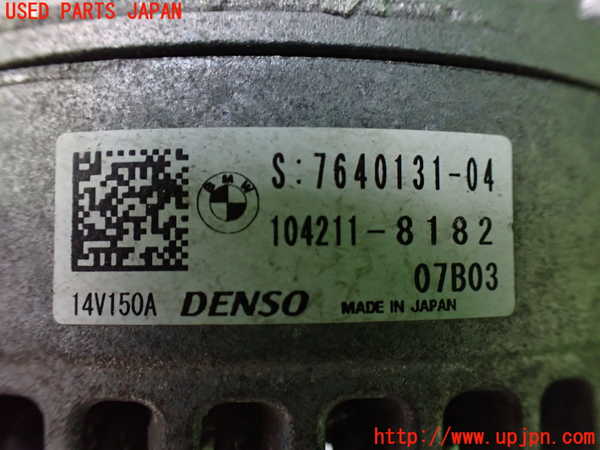 USED PARTS JAPAN
S:7640131-04
BMW
104211-8182
07B03
14V150A DENSO MADE IN JAPAN
http://www.upjpn.com/